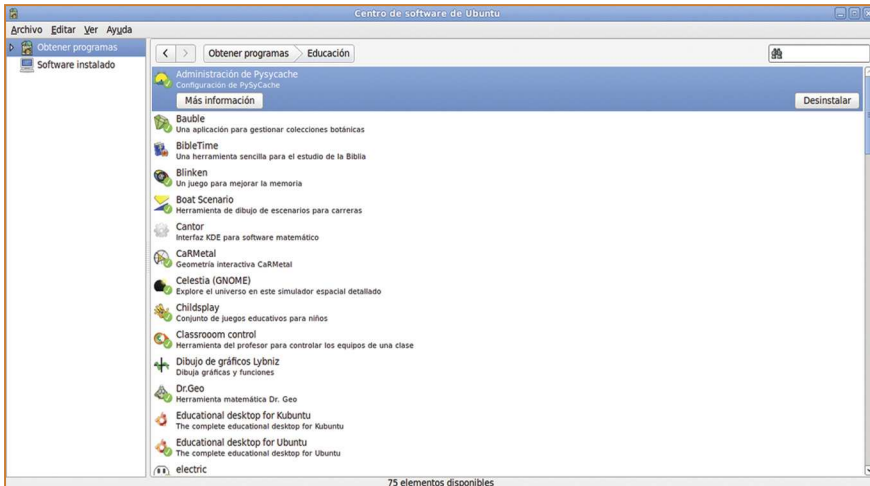 Centro de software de Ubuntu
Archivo Editar Ver Ayuda
Obtener programas
Software instalado
Obtener programas Educación
Administración de Pysycache
Configuración de PySyCache
Más información Desinstalar
Bauble
Una aplicación para gestionar colecciones botánicas
BibleTime
Una herramienta sencilla para el estudio de la Biblia
Blinken
Un juego para mejorar la memoria
Boat Scenario
Herramienta de dibujo de escenarios para carreras
Cantor
Interfaz KDE para software matemático
CaRMetal
Geometría interactiva CaRMetal
Celestia (GNOME)
Explore el universo en este simulador espacial detallado
Childsplay
Conjunto de juegos educativos para niños
Classrooom control
Herramienta del profesor para controlar los equipos de una clase
Dibujo de gráficos Lybniz
Dibuja gráficas y funciones
Dr.Geo
Herramienta matemática Dr. Geo
Educational desktop for Kubuntu
The complete educational desktop for Kubuntu
Educational desktop for Ubuntu
The complete educational desktop for Ubuntu
electric
75 elementos disponibles